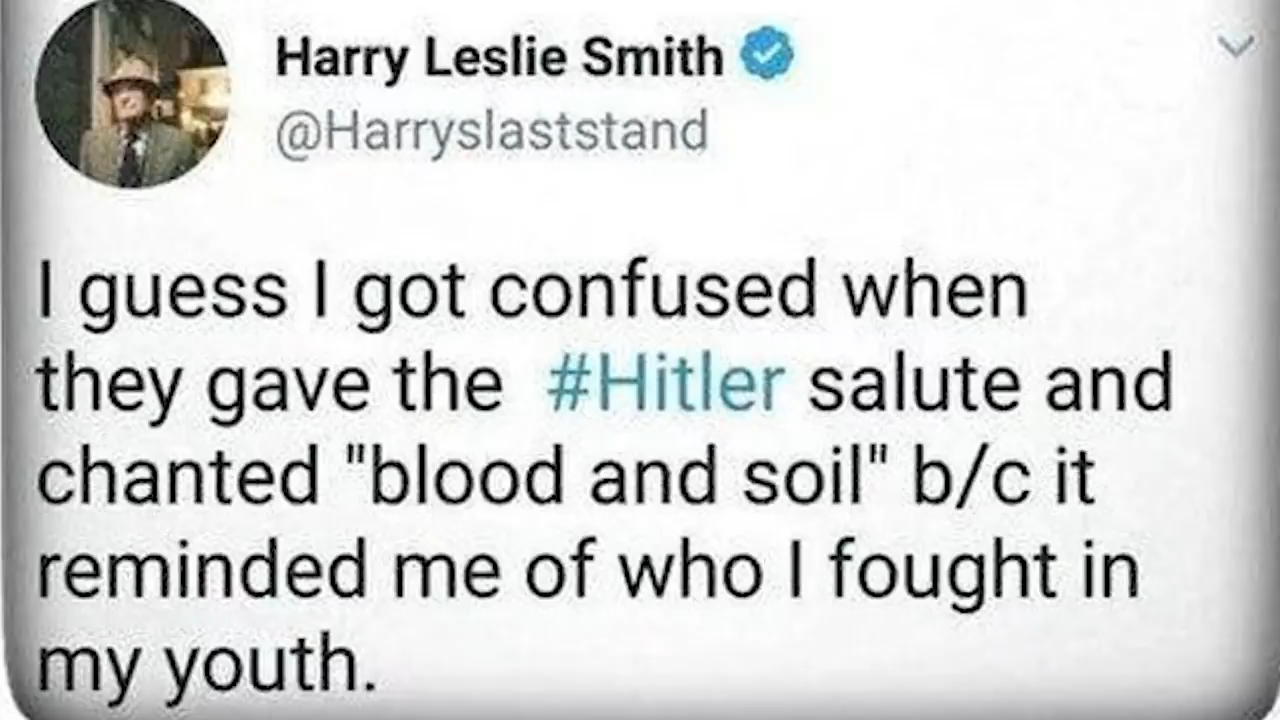 Harry Leslie Smith
@Harryslaststand
I guess I got confused when
they gave the #Hitler salute and
chanted "blood and soil" b/c it
reminded me of who I fought in
my youth.